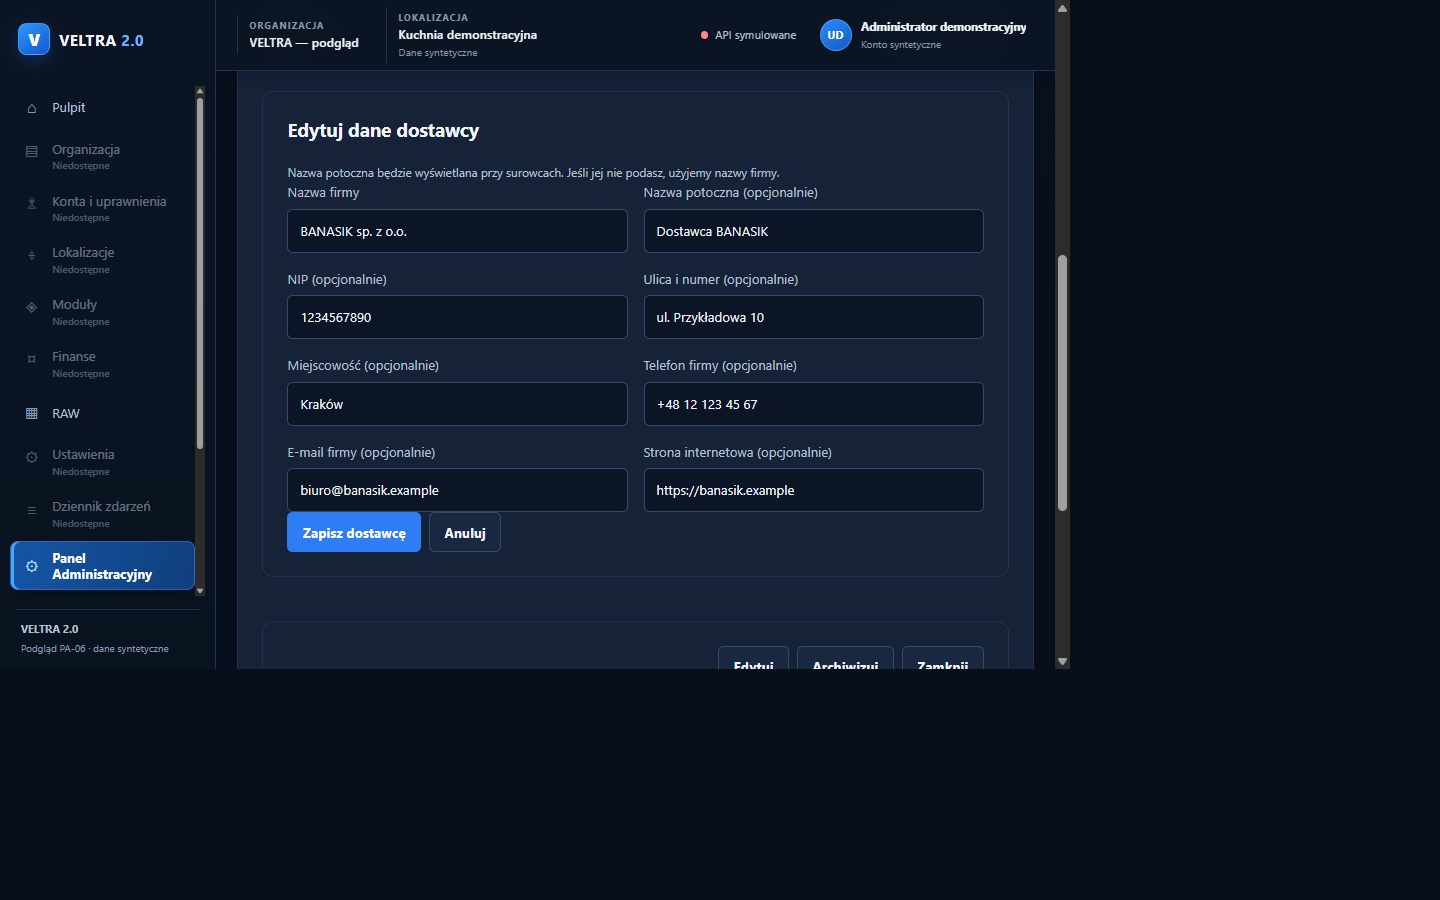 V VELTRA 2.0
ORGANIZACJA
VELTRA — podgląd
LOKALIZACJA
Kuchnia demonstracyjna
Dane syntetyczne
API symulowane
UD
Administrator demonstracyjny
Konto syntetyczne
Pulpit
Organizacja
Niedostępne
Konta i uprawnienia
Niedostępne
Lokalizacje
Niedostępne
Moduły
Niedostępne
Finanse
Niedostępne
RAW
Ustawienia
Niedostępne
Dziennik zdarzeń
Niedostępne
Panel
Administracyjny
VELTRA 2.0
Podgląd PA-06 · dane syntetyczne
Edytuj dane dostawcy
Nazwa potoczna będzie wyświetlana przy surowcach. Jeśli jej nie podasz, użyjemy nazwy firmy.
Nazwa firmy
BANASIK sp. z o.o.
Nazwa potoczna (opcjonalnie)
Dostawca BANASIK
NIP (opcjonalnie)
1234567890
Ulica i numer (opcjonalnie)
ul. Przykładowa 10
Miejscowość (opcjonalnie)
Kraków
Telefon firmy (opcjonalnie)
+48 12 123 45 67
E-mail firmy (opcjonalnie)
biuro@banasik.example
Strona internetowa (opcjonalnie)
https://banasik.example
Zapisz dostawcę
Anuluj
Edytuj
Archiwizuj
Zamknij